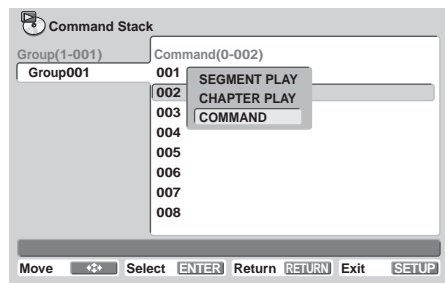 Command Stack
Group(1-001) Command(0-002)
Group001
001
SEGMENT PLAY
002
CHAPTER PLAY
003
COMMAND
004
005
006
007
008
Move Select ENTER Return RETURN Exit SETUP